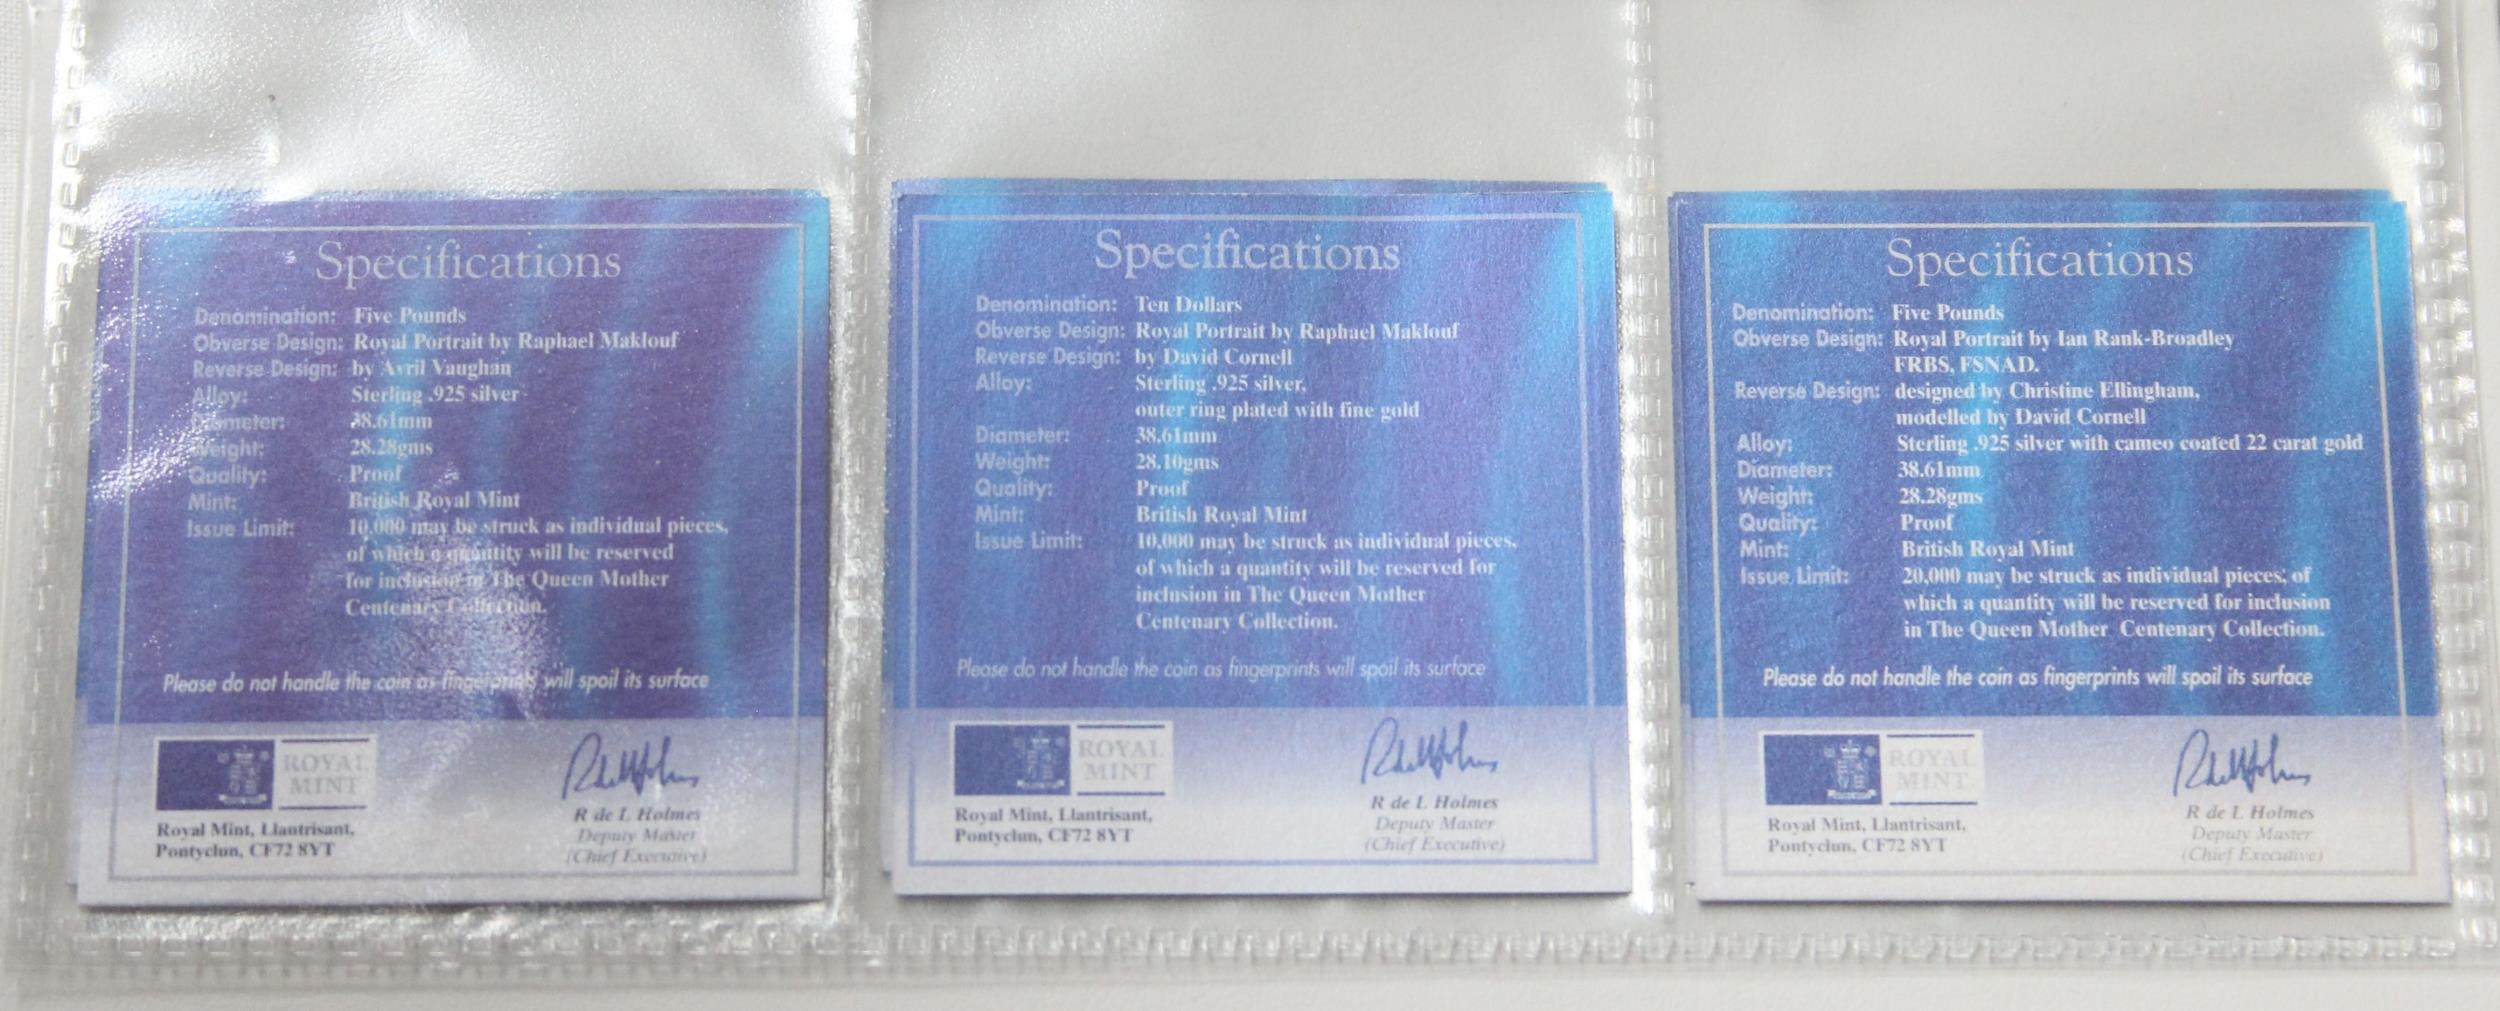 Specifications
Denomination: Five Pounds
Obverse Design: Royal Portrait by Raphael Maklouf
Reverse Design: by Avril Vaughan
Alloy: Sterling .925 silver
Diameter: 38.61mm
Weight: 28.28gms
Quality: Proof
Mint: British Royal Mint
Issue Limit: 10,000 may be struck as individual pieces,
of which a quantity will be reserved
for inclusion in The Queen Mother
Centenary Collection.
Please do not handle the coin as fingerprints will spoil its surface
ROYAL
MINT
Royal Mint, Llantrisant,
Pontyclun, CF72 8YT
R de L Holmes
Deputy Master
(Chief Executive)
Specifications
Denomination: Ten Dollars
Obverse Design: Royal Portrait by Raphael Maklouf
Reverse Design: by David Cornell
Alloy: Sterling .925 silver,
outer ring plated with fine gold
Diameter: 38.61mm
Weight: 28.10gms
Quality: Proof
Mint: British Royal Mint
Issue Limit: 10,000 may be struck as individual pieces,
of which a quantity will be reserved for
inclusion in The Queen Mother
Centenary Collection.
Please do not handle the coin as fingerprints will spoil its surface
ROYAL
MINT
Royal Mint, Llantrisant,
Pontyclun, CF72 8YT
R de L Holmes
Deputy Master
(Chief Executive)
Specifications
Denomination: Five Pounds
Obverse Design: Royal Portrait by Ian Rank-Broadley
FRBS, FSNAD.
Reverse Design: designed by Christine Ellingham,
modelled by David Cornell
Alloy: Sterling .925 silver with cameo coated 22 carat gold
Diameter: 38.61mm
Weight: 28.28gms
Quality: Proof
Mint: British Royal Mint
Issue Limit: 20,000 may be struck as individual pieces, of
which a quantity will be reserved for inclusion
in The Queen Mother Centenary Collection.
Please do not handle the coin as fingerprints will spoil its surface
ROYAL
MINT
Royal Mint, Llantrisant,
Pontyclun, CF72 8YT
R de L Holmes
Deputy Master
(Chief Executive)